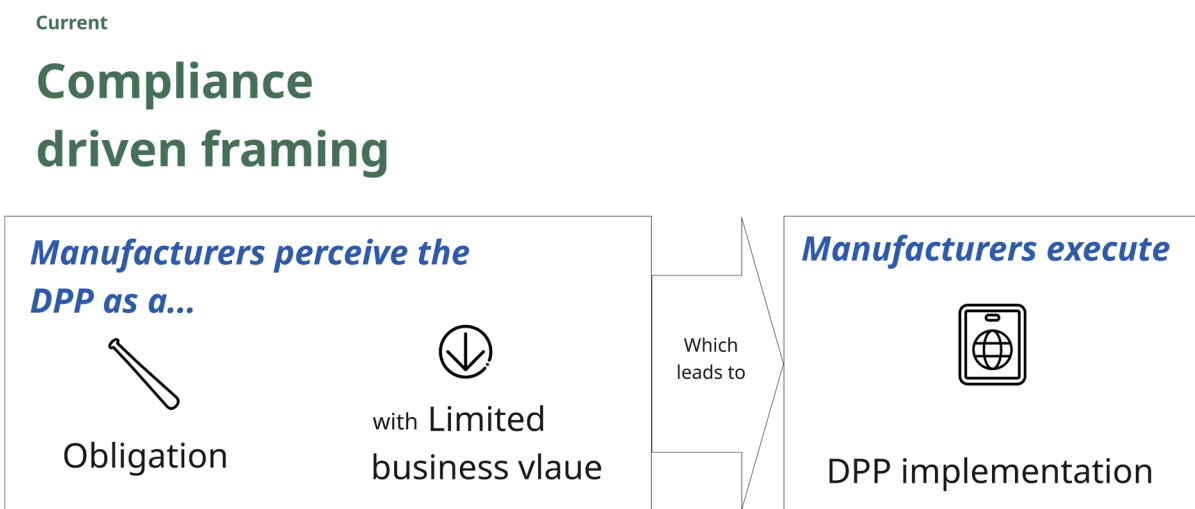 Current
Compliance
driven framing
Manufacturers perceive the
DPP as a...
Obligation
with Limited
business vlaue
Which
leads to
Manufacturers execute
DPP implementation